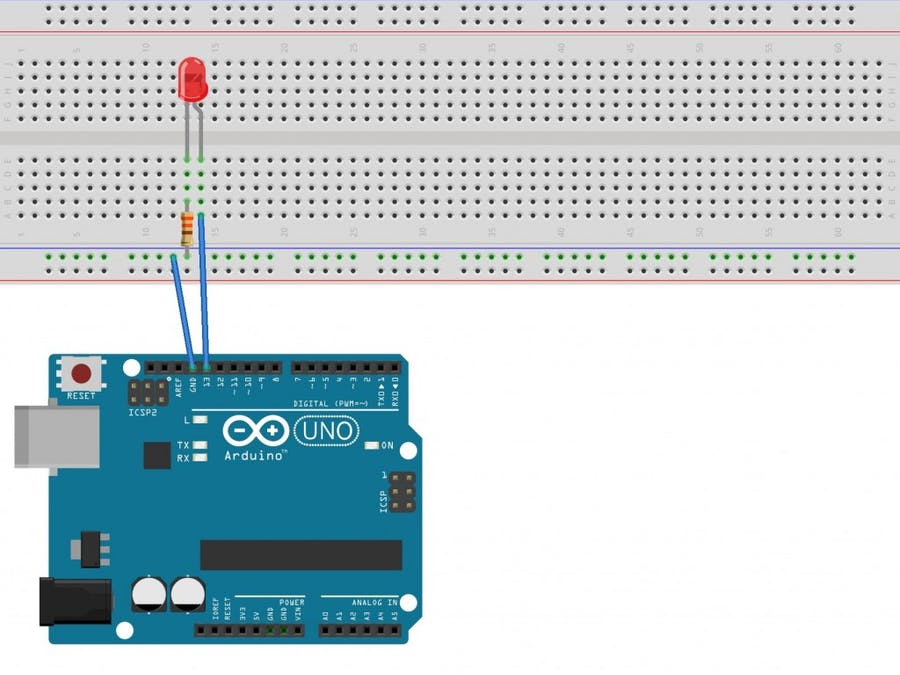 1 5 10 15 20 25 30 35 40 45 50 55 60
J
I
H
G
F
E
D
C
B
A
1 5 10 15 20 25 30 35 40 45 50 55 60
RESET
ICSP2
AREF
GND
13
12
~11
~10
~9
8
7
~6
~5
4
~3
2
TX0▶1
RX0◀0
DIGITAL (PWM=~)
L
TX
RX
UNO
Arduino™
ON
1
ICSP
POWER
ANALOG IN
IOREF
RESET
3V3
5V
GND
GND
VIN
A0
A1
A2
A3
A4
A5